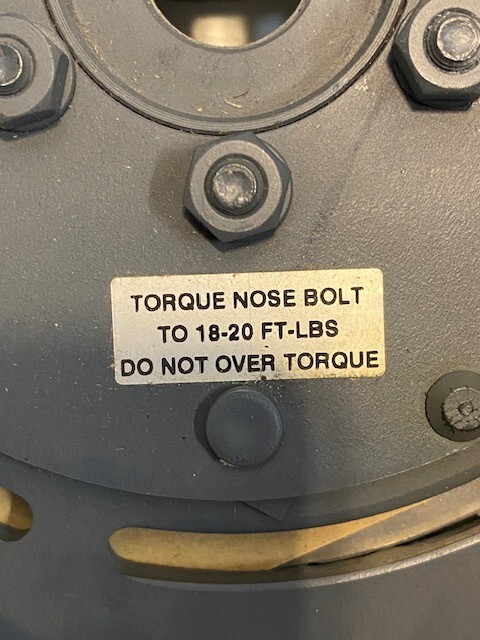 TORQUE NOSE BOLT
TO 18-20 FT-LBS
DO NOT OVER TORQUE